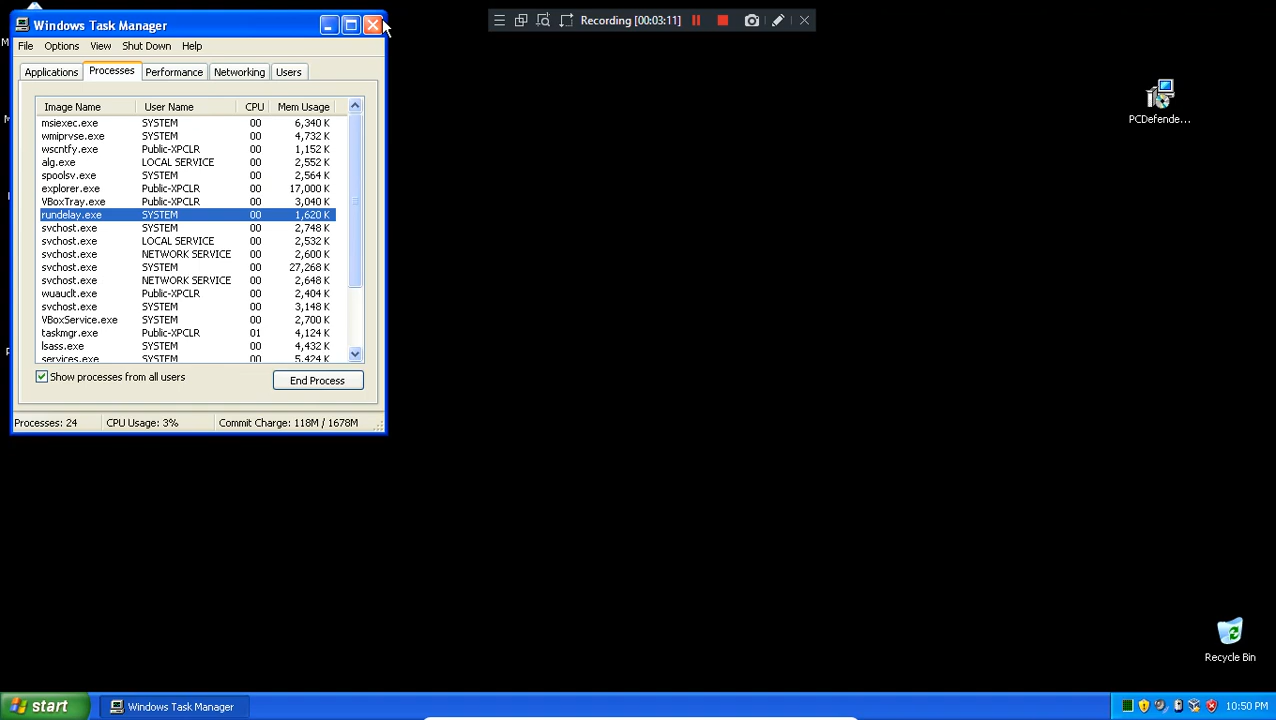 Windows Task Manager
Recording [00:03:11]
File Options View Shut Down Help
Applications Processes Performance Networking Users
Image Name User Name CPU Mem Usage
msiexec.exe SYSTEM 00 6,340 K
wmiprvse.exe SYSTEM 00 4,732 K
wscntfy.exe Public-XPCLR 00 1,152 K
alg.exe LOCAL SERVICE 00 2,552 K
spoolsv.exe SYSTEM 00 2,564 K
explorer.exe Public-XPCLR 00 17,000 K
VBoxTray.exe Public-XPCLR 00 3,040 K
rundelay.exe SYSTEM 00 1,620 K
svchost.exe SYSTEM 00 2,748 K
svchost.exe LOCAL SERVICE 00 2,532 K
svchost.exe NETWORK SERVICE 00 2,600 K
svchost.exe SYSTEM 00 27,268 K
svchost.exe NETWORK SERVICE 00 2,648 K
wuauclt.exe Public-XPCLR 00 2,404 K
svchost.exe SYSTEM 00 3,148 K
VBoxService.exe SYSTEM 00 2,700 K
taskmgr.exe Public-XPCLR 01 4,124 K
lsass.exe SYSTEM 00 4,432 K
services.exe SYSTEM 00 5,424 K
Show processes from all users
End Process
Processes: 24 CPU Usage: 3% Commit Charge: 118M / 1678M
PCDefende...
Recycle Bin
start
Windows Task Manager
10:50 PM